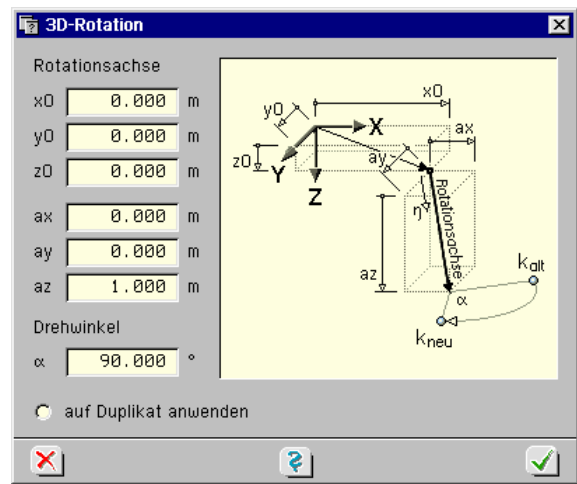 3D-Rotation
Rotationsachse
x0 0.000 m
y0 0.000 m
z0 0.000 m
ax 0.000 m
ay 0.000 m
az 1.000 m
Drehwinkel
α 90.000 °
auf Duplikat anwenden
x0
y0
X
ax
z0
Y
ay
Z
η
Rotationsachse
az
kalt
α
kneu